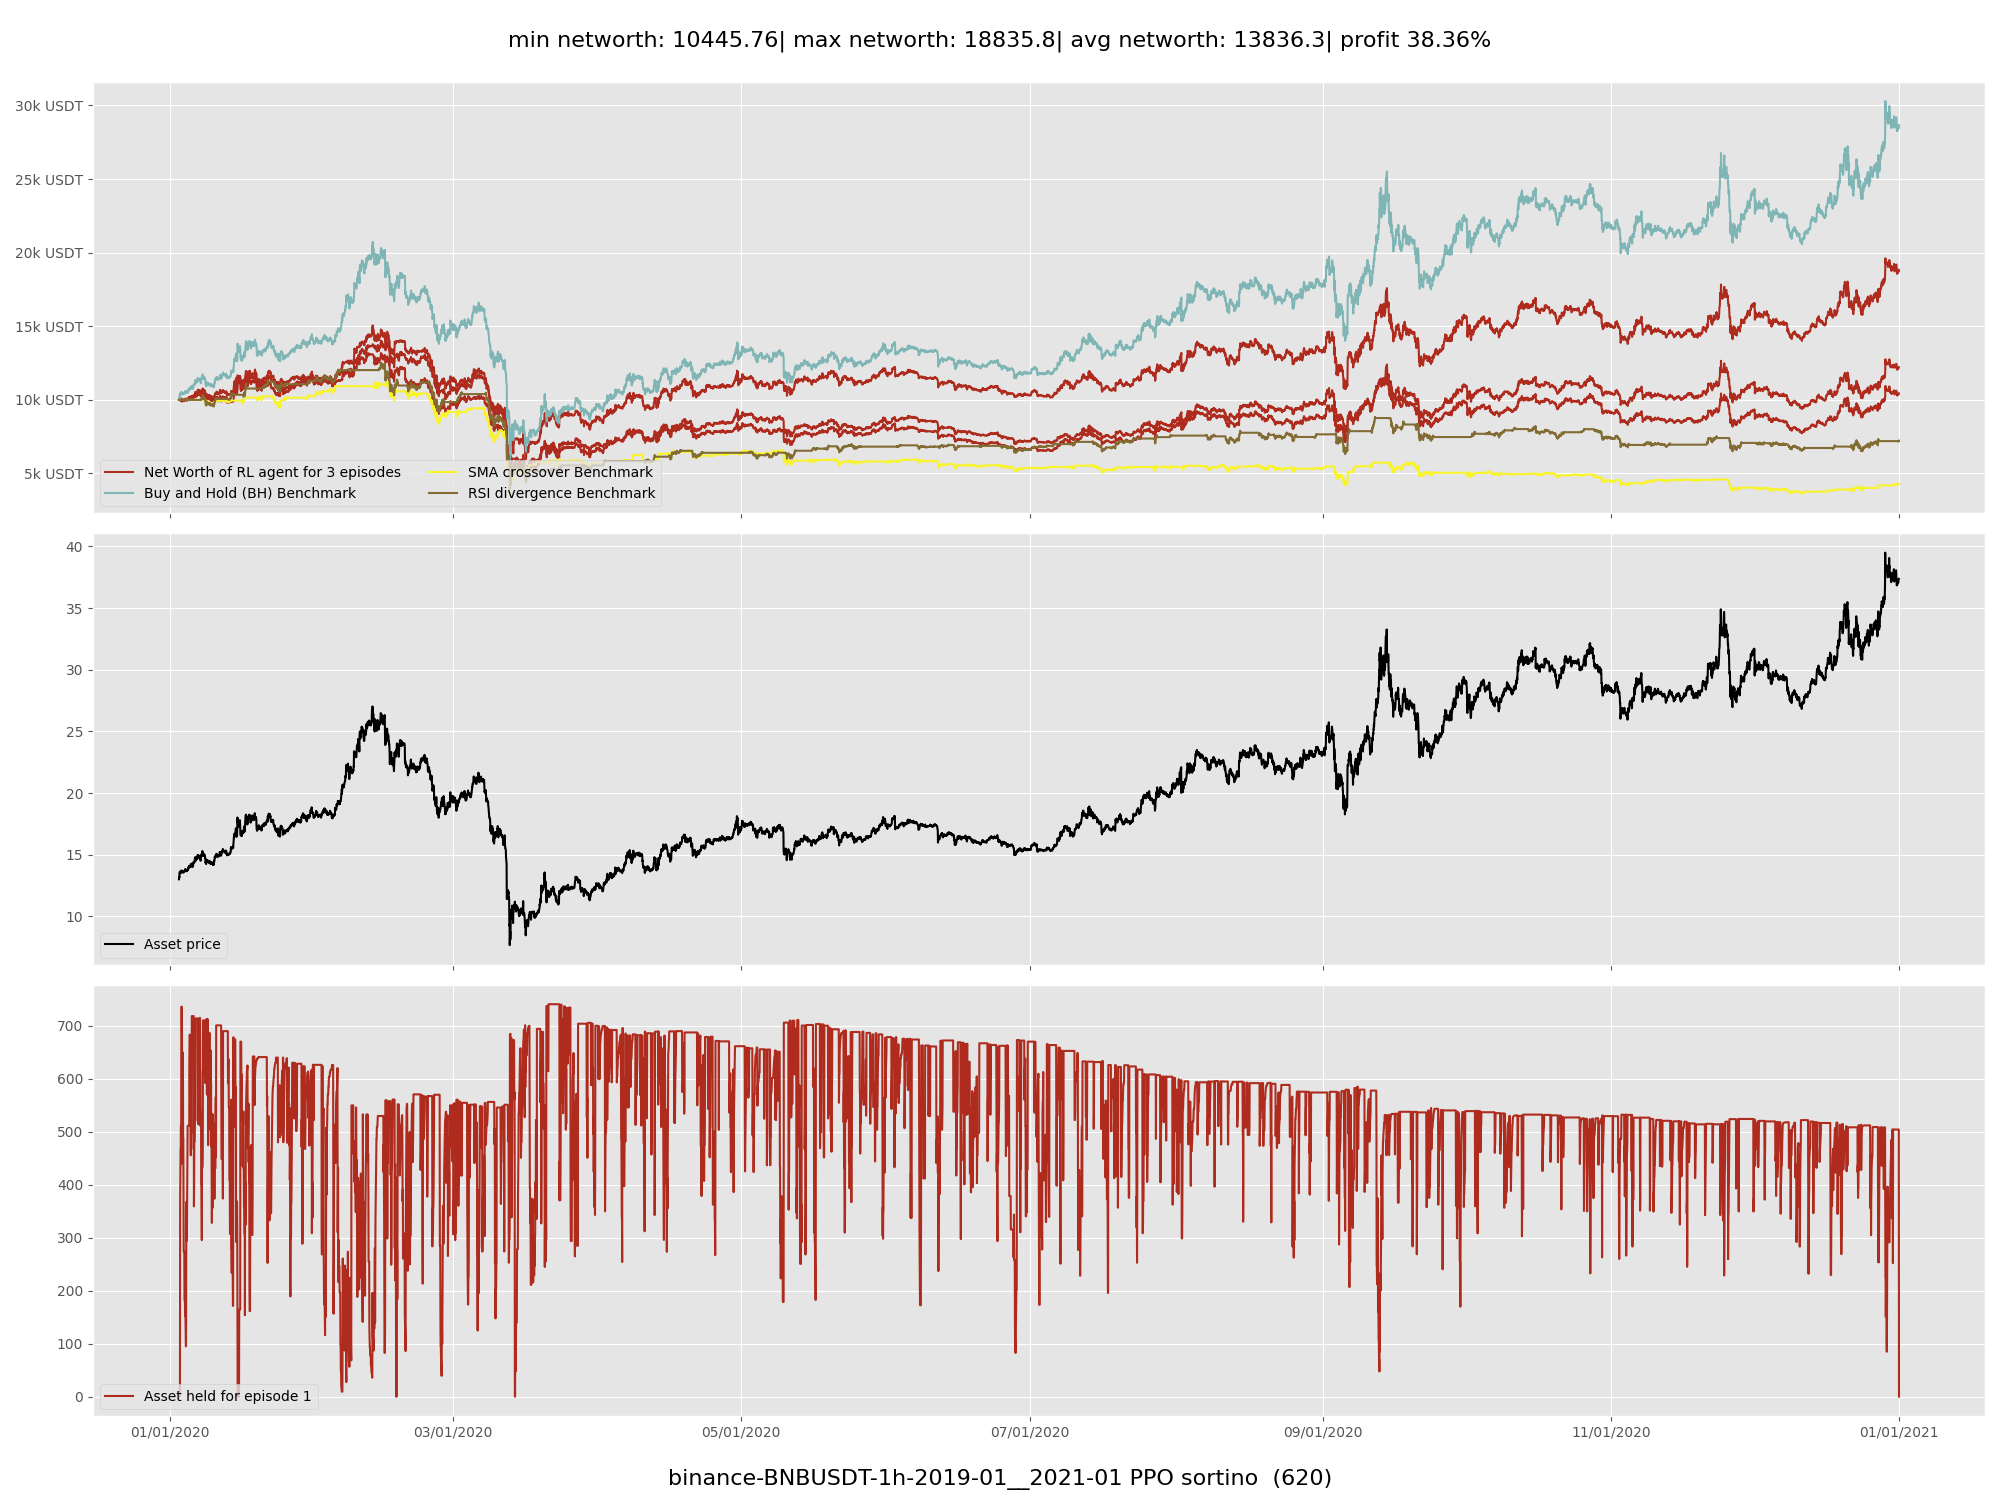 min networth: 10445.76| max networth: 18835.8| avg networth: 13836.3| profit 38.36%
30k USDT
25k USDT
20k USDT
15k USDT
10k USDT
5k USDT
Net Worth of RL agent for 3 episodes
Buy and Hold (BH) Benchmark
SMA crossover Benchmark
RSI divergence Benchmark
40
35
30
25
20
15
10
Asset price
700
600
500
400
300
200
100
0
Asset held for episode 1
01/01/2020 03/01/2020 05/01/2020 07/01/2020 09/01/2020 11/01/2020 01/01/2021
binance-BNBUSDT-1h-2019-01__2021-01 PPO sortino  (620)